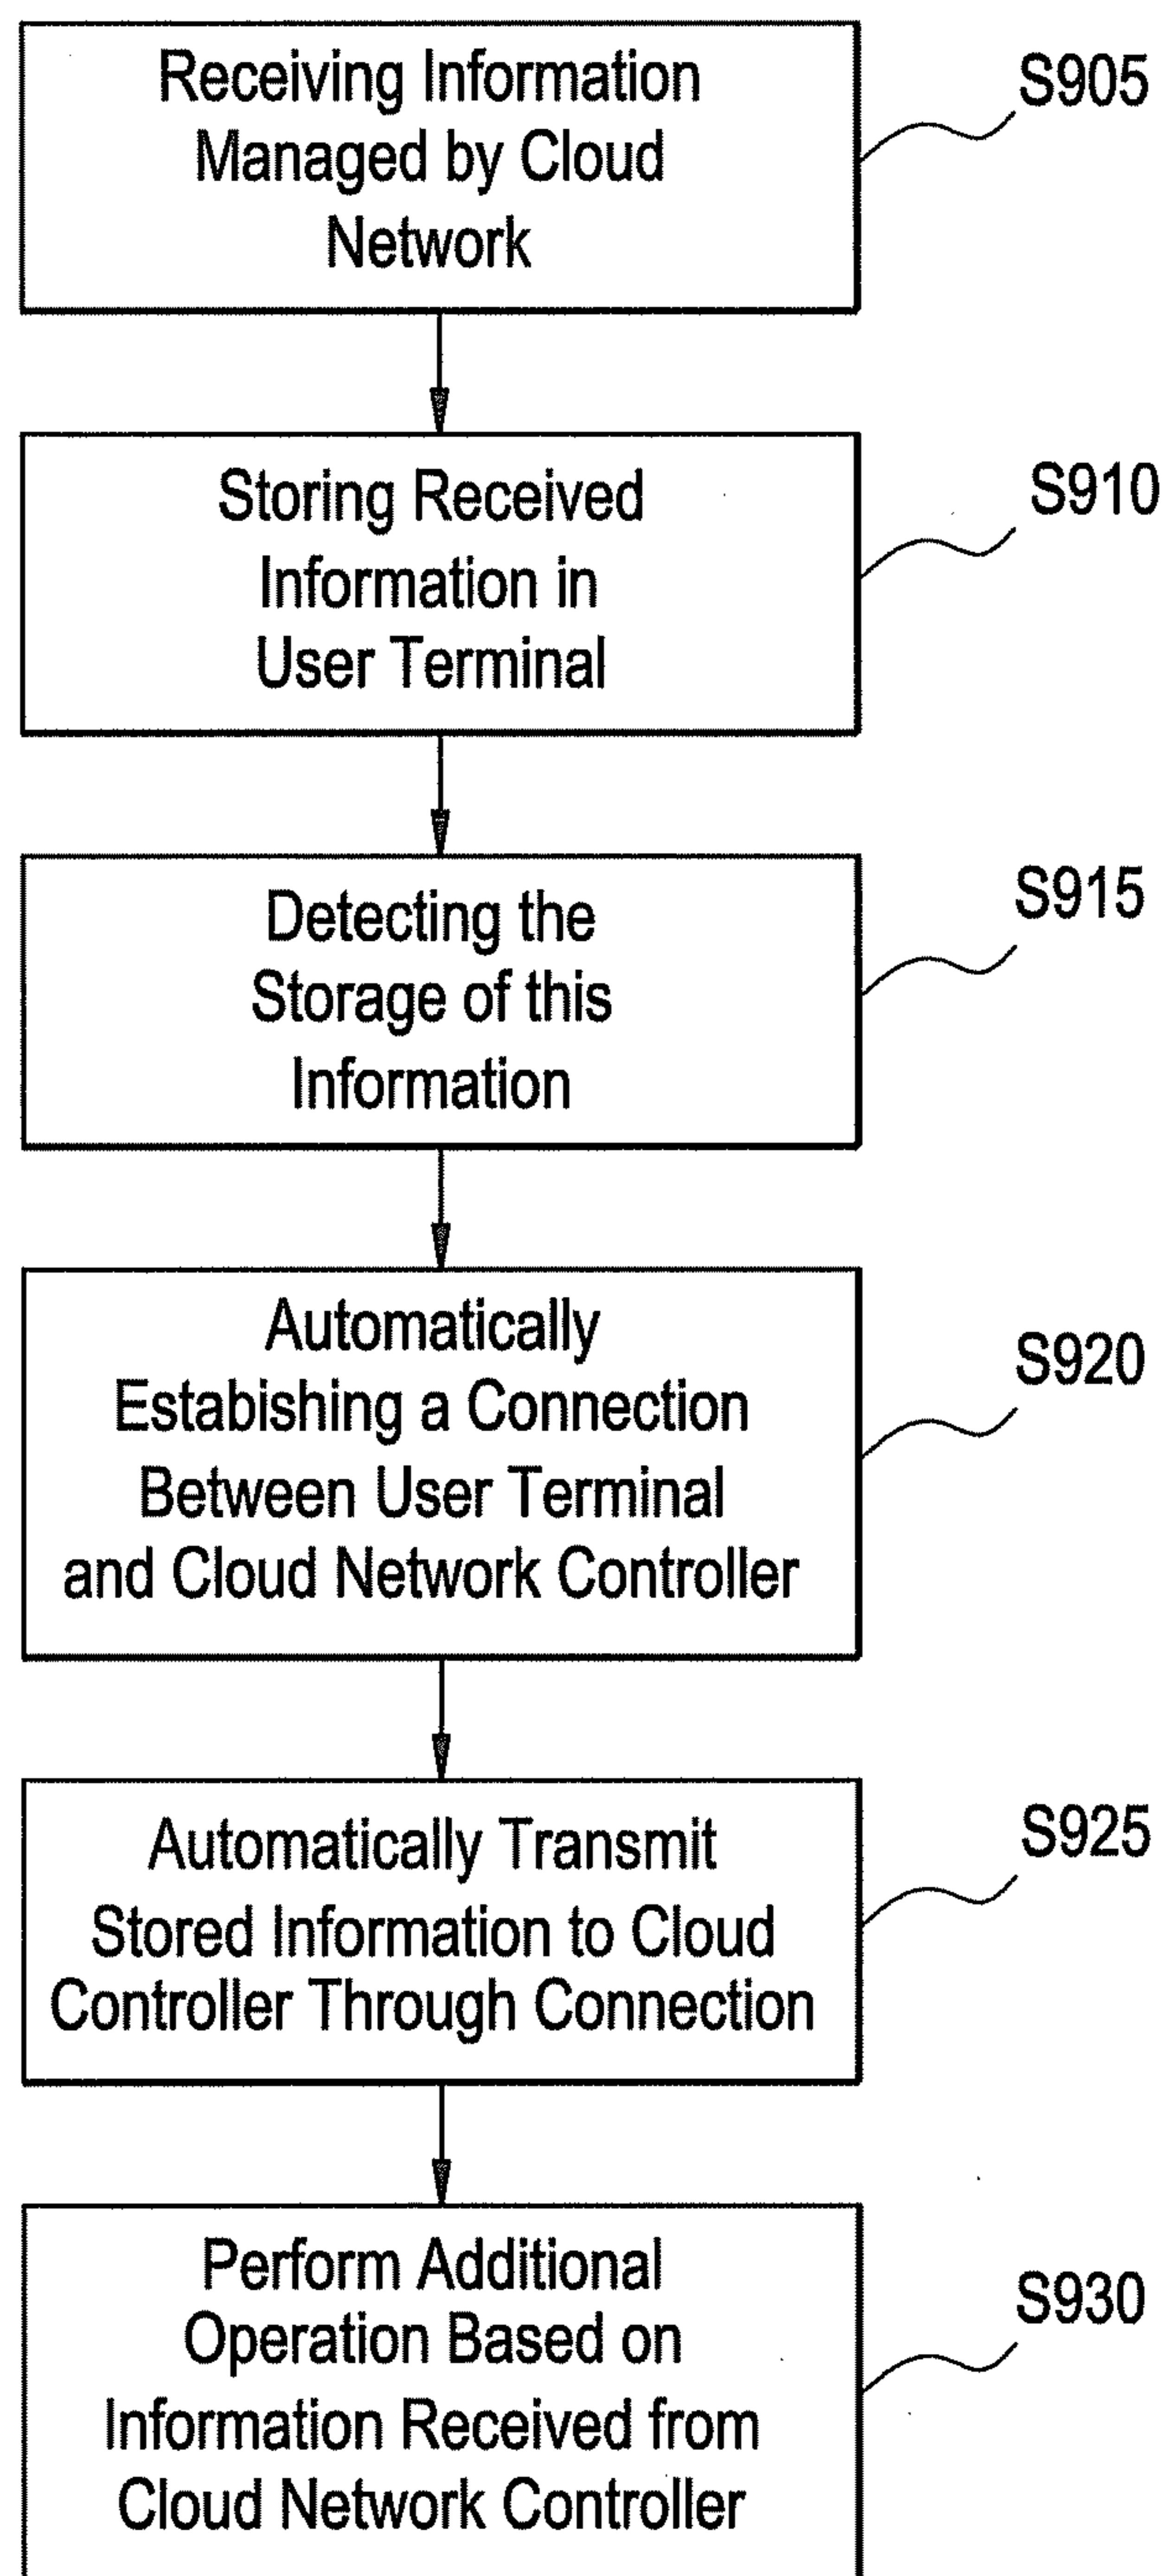 Receiving Information
Managed by Cloud
Network
S905
Storing Received
Information in
User Terminal
S910
Detecting the
Storage of this
Information
S915
Automatically
Estabishing a Connection
Between User Terminal
and Cloud Network Controller
S920
Automatically Transmit
Stored Information to Cloud
Controller Through Connection
S925
Perform Additional
Operation Based on
Information Received from
Cloud Network Controller
S930